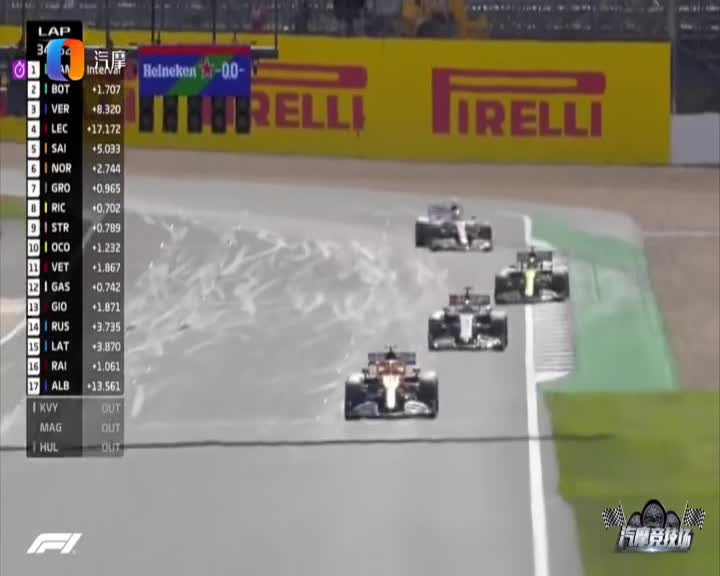 LAP
汽摩
Interval
2 BOT +1.707
3 VER +8.320
4 LEC +17.172
5 SAI +5.033
6 NOR +2.744
7 GRO +0.965
8 RIC +0.702
9 STR +0.789
10 OCO +1.232
11 VET +1.867
12 GAS +0.742
13 GIO +1.871
14 RUS +3.735
15 LAT +3.870
16 RAI +1.061
17 ALB +13.561
KVY OUT
MAG OUT
HUL OUT
Heineken 0.0
PIRELLI
PIRELLI
F1
汽摩竞技场